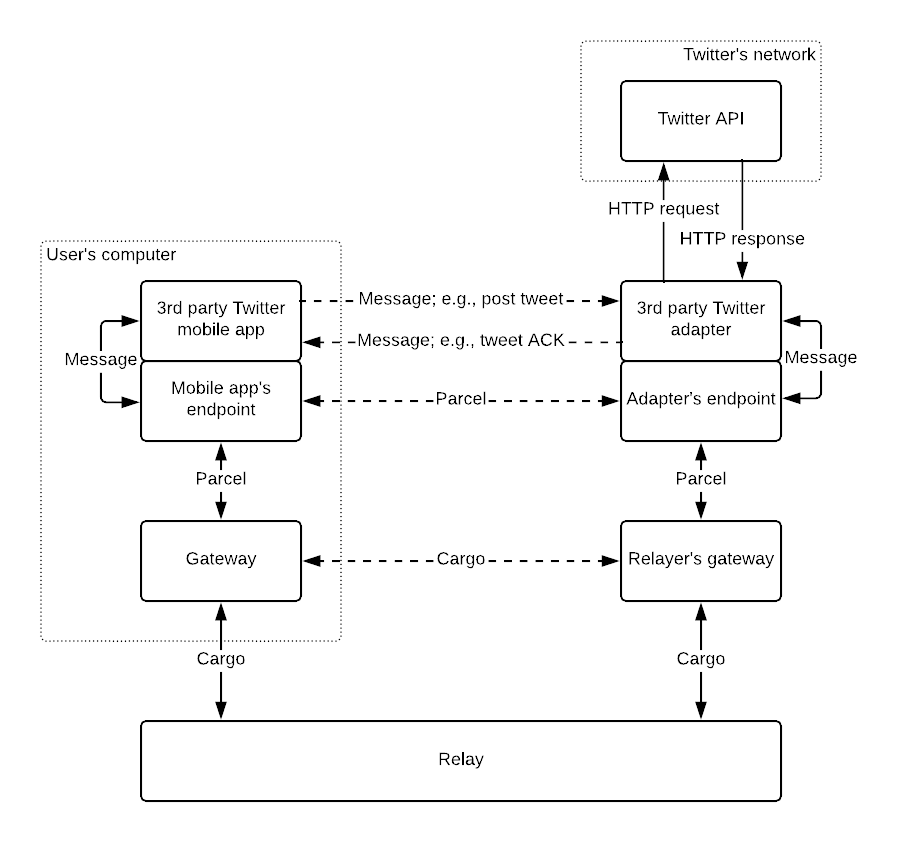 Twitter's network
Twitter API
HTTP request
HTTP response
User's computer
3rd party Twitter
mobile app
Message; e.g., post tweet
3rd party Twitter
adapter
Message; e.g., tweet ACK
Message
Message
Mobile app's
endpoint
Parcel
Adapter's endpoint
Parcel
Parcel
Gateway
Cargo
Relayer's gateway
Cargo
Cargo
Relay